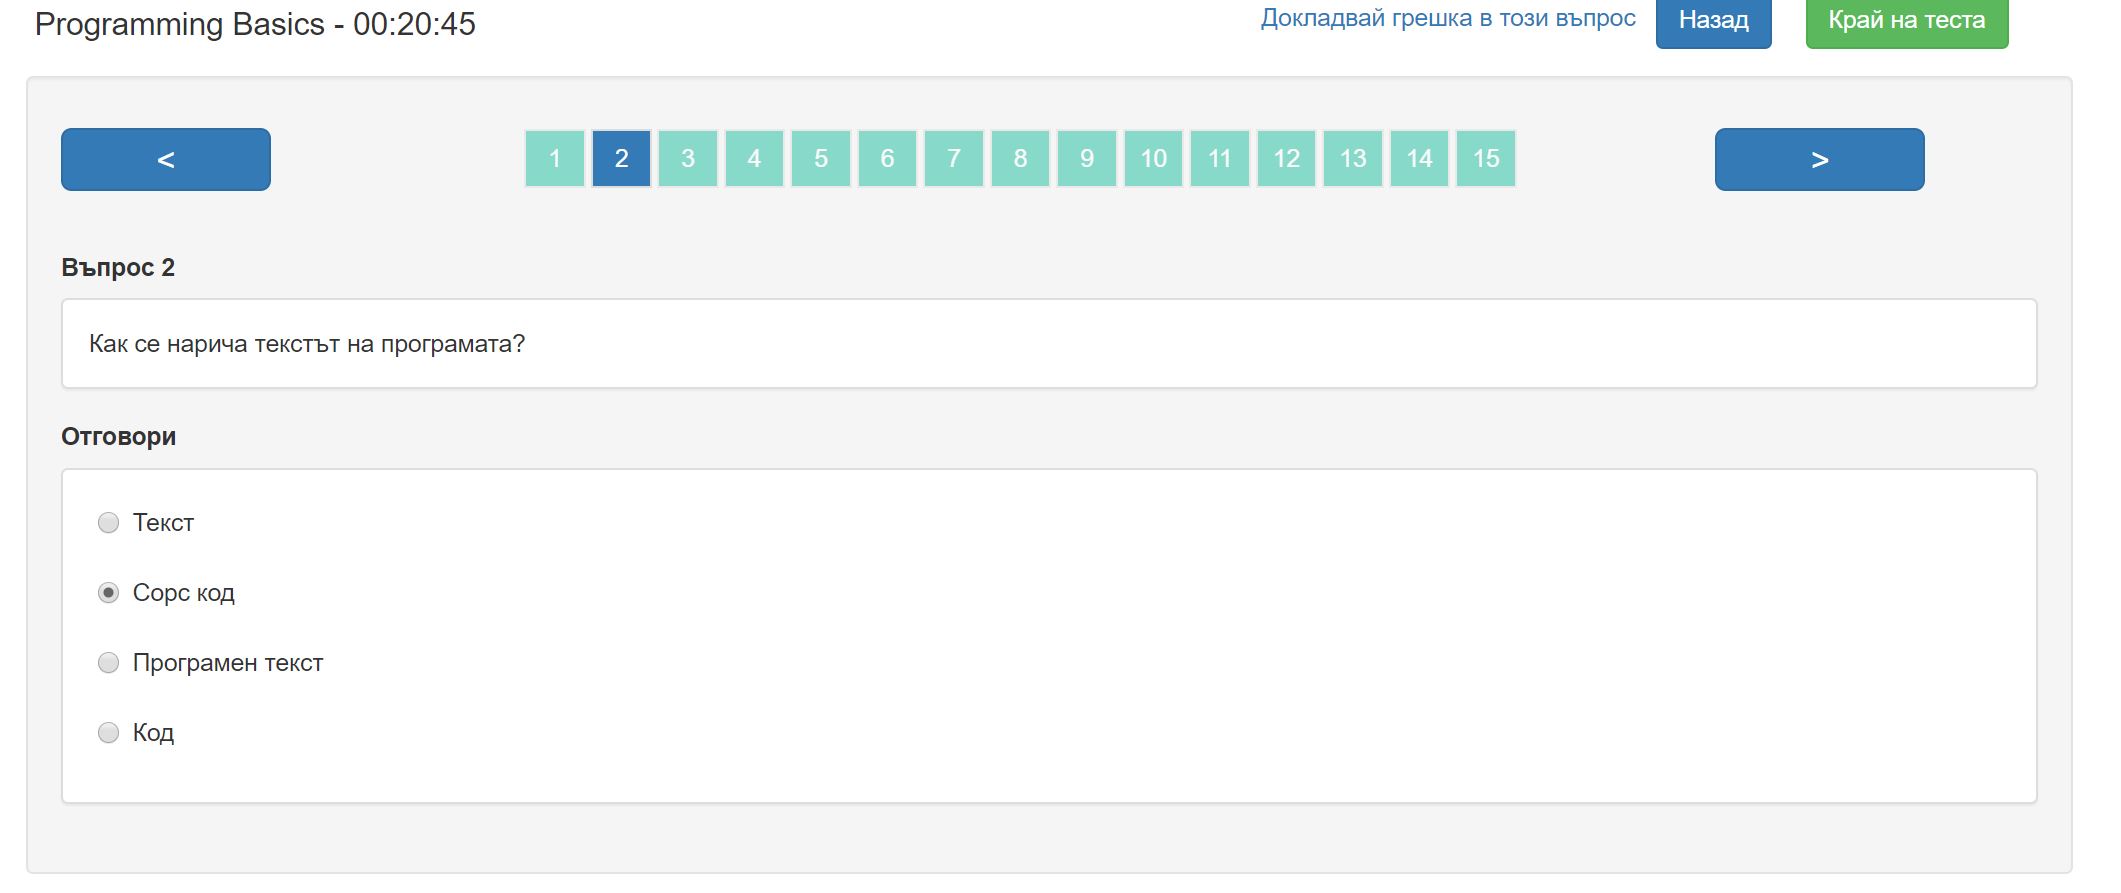 Programming Basics - 00:20:45
Докладвай грешка в този въпрос
Назад
Край на теста
<
1 2 3 4 5 6 7 8 9 10 11 12 13 14 15
>
Въпрос 2
Как се нарича текстът на програмата?
Отговори
Текст
Сорс код
Програмен текст
Код